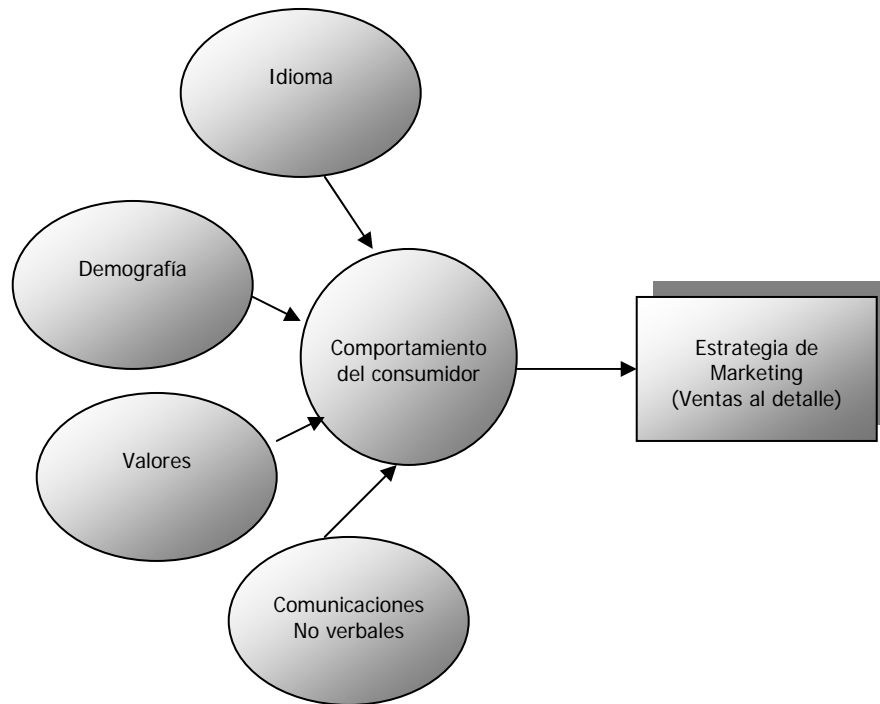 Idioma
Demografía
Comportamiento
del consumidor
Estrategia de
Marketing
(Ventas al detalle)
Valores
Comunicaciones
No verbales